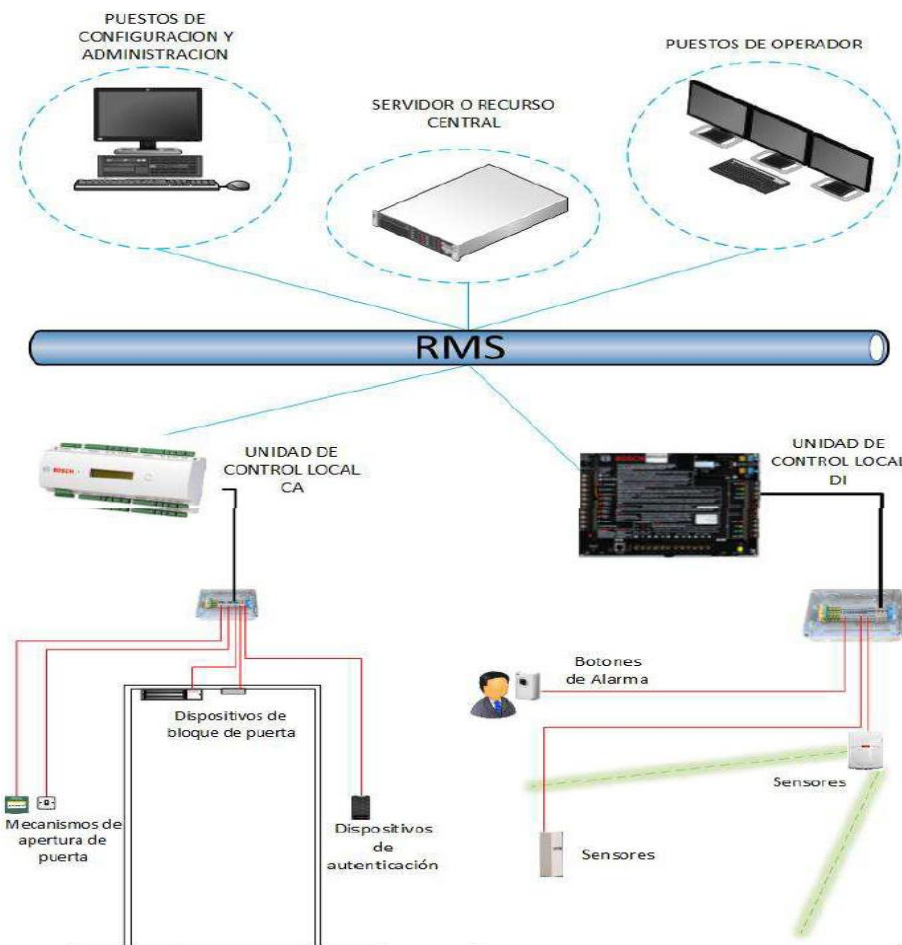 PUESTOS DE
CONFIGURACION Y
ADMINISTRACION
SERVIDOR O RECURSO
CENTRAL
PUESTOS DE OPERADOR
RMS
BOSCH
UNIDAD DE
CONTROL LOCAL
CA
BOSCH
UNIDAD DE
CONTROL LOCAL
DI
Botones
de Alarma
Dispositivos de
bloque de puerta
Sensores
Mecanismos de
apertura de
puerta
Dispositivos
de
autenticación
Sensores